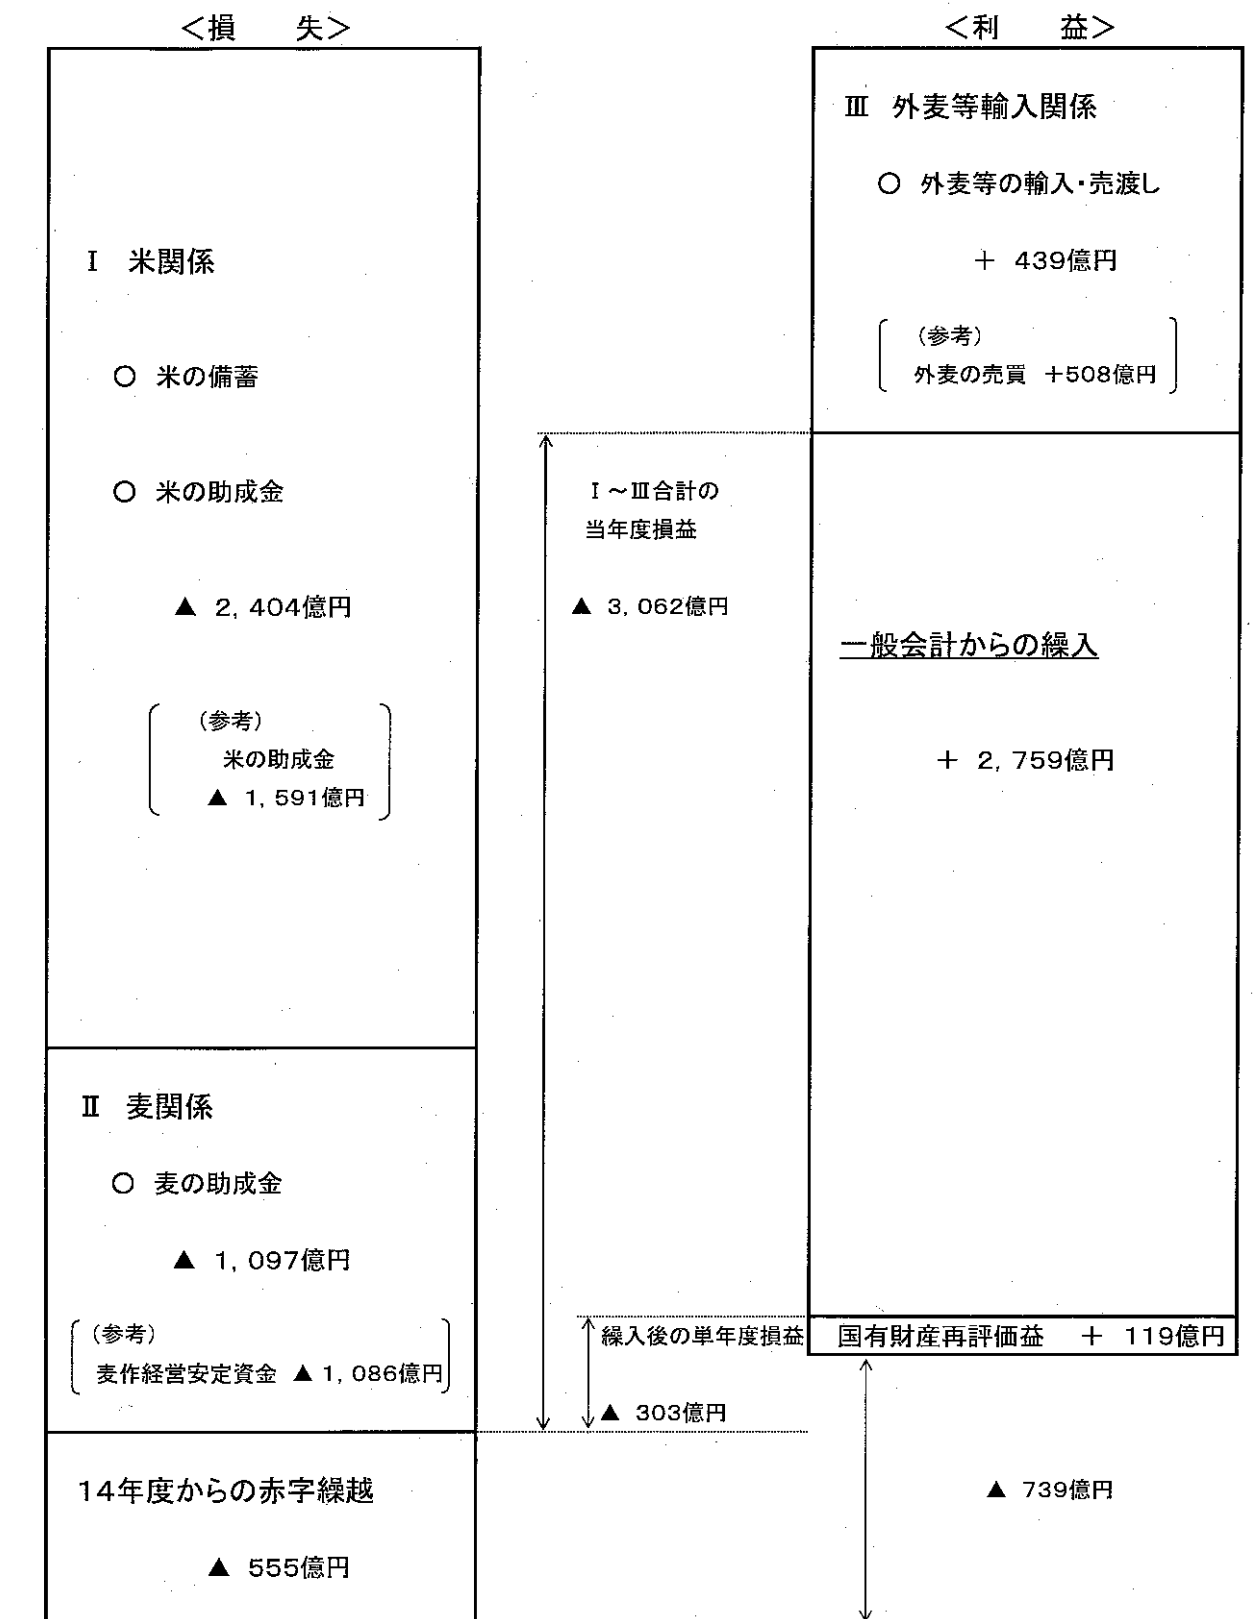 ＜損　　失＞
Ⅰ　米関係
○　米の備蓄
○　米の助成金
▲　2，404億円
（参考）
米の助成金
▲　1，591億円
Ⅱ　麦関係
○　麦の助成金
▲　1，097億円
（参考）
麦作経営安定資金　▲ 1，086億円
14年度からの赤字繰越
▲　555億円
Ⅰ～Ⅲ合計の
当年度損益
▲　3，062億円
繰入後の単年度損益
▲　303億円
＜利　　益＞
Ⅲ　外麦等輸入関係
○　外麦等の輸入・売渡し
＋　439億円
（参考）
外麦の売買　＋508億円
一般会計からの繰入
＋　2，759億円
国有財産再評価益　＋　119億円
▲　739億円